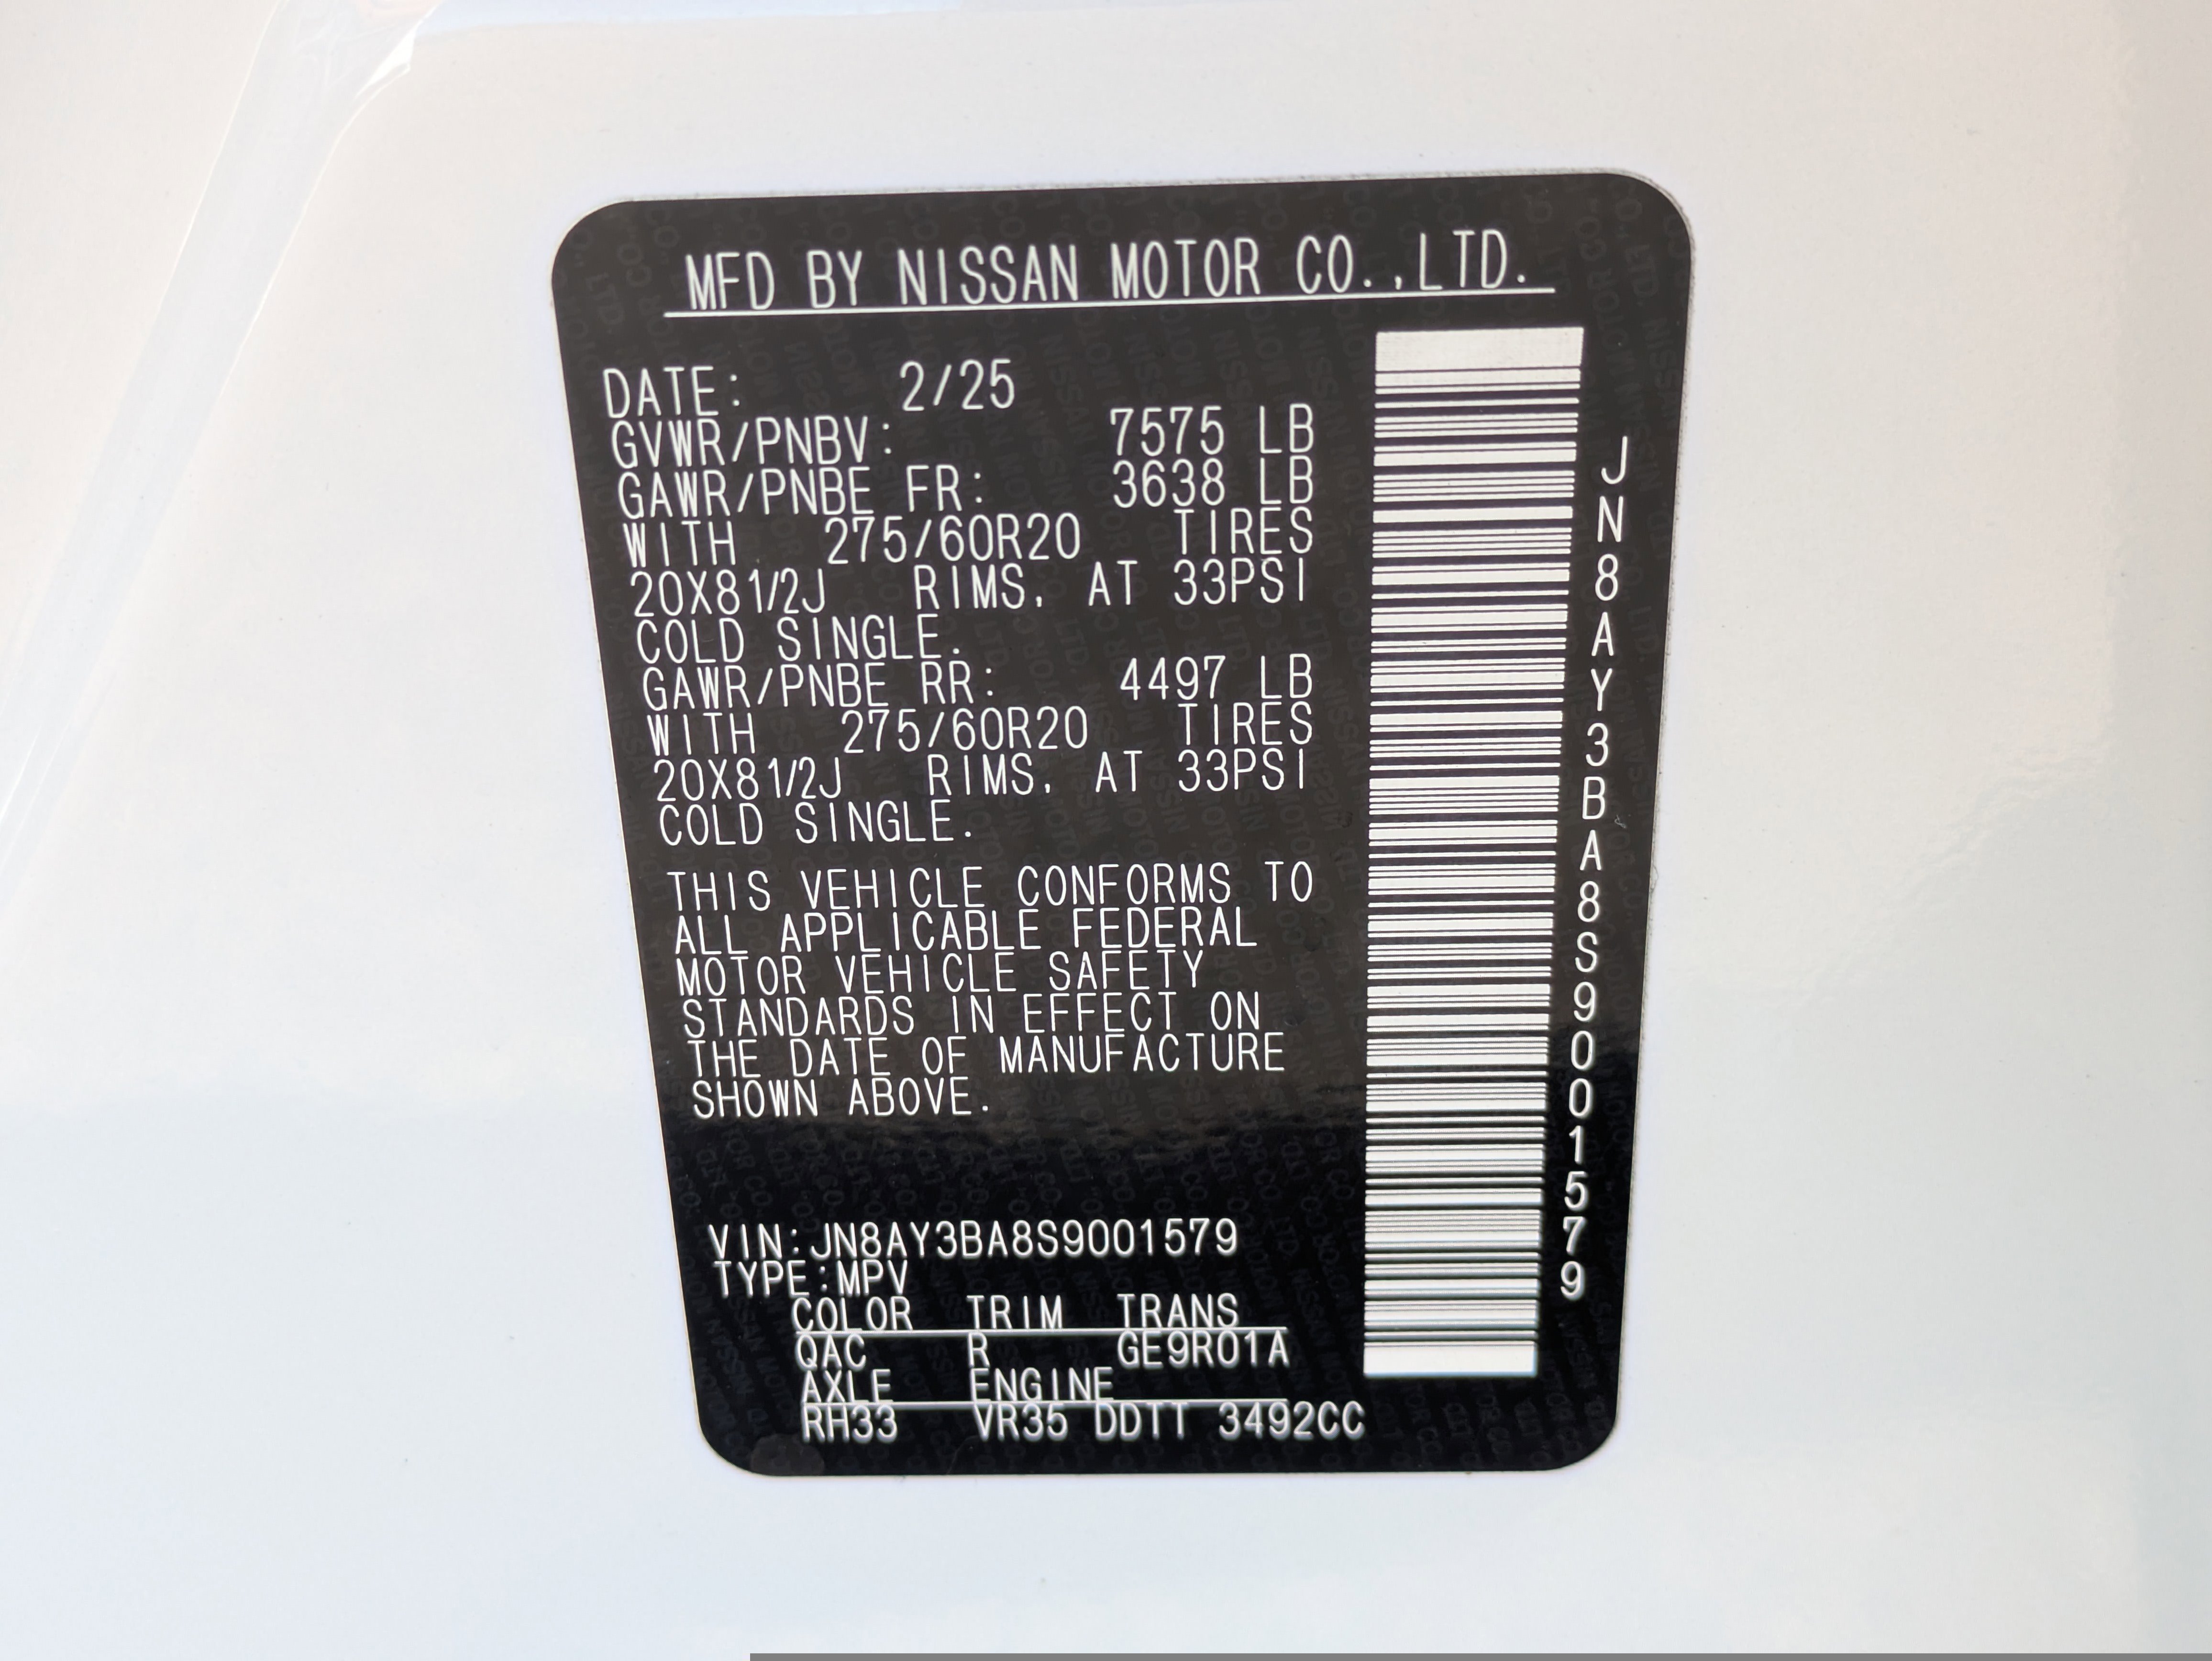 MFD BY NISSAN MOTOR CO.,LTD.
DATE: 2/25
GVWR/PNBV: 7575 LB
GAWR/PNBE FR: 3638 LB
WITH 275/60R20 TIRES
20X81/2J RIMS, AT 33PSI
COLD SINGLE.
GAWR/PNBE RR: 4497 LB
WITH 275/60R20 TIRES
20X81/2J RIMS, AT 33PSI
COLD SINGLE.
THIS VEHICLE CONFORMS TO
ALL APPLICABLE FEDERAL
MOTOR VEHICLE SAFETY
STANDARDS IN EFFECT ON
THE DATE OF MANUFACTURE
SHOWN ABOVE.
VIN:JN8AY3BA8S9001579
TYPE:MPV
COLOR TRIM TRANS
QAC R GE9R01A
AXLE ENGINE
RH33 VR35 DDTT 3492CC
JN8AY3BA8S9001579